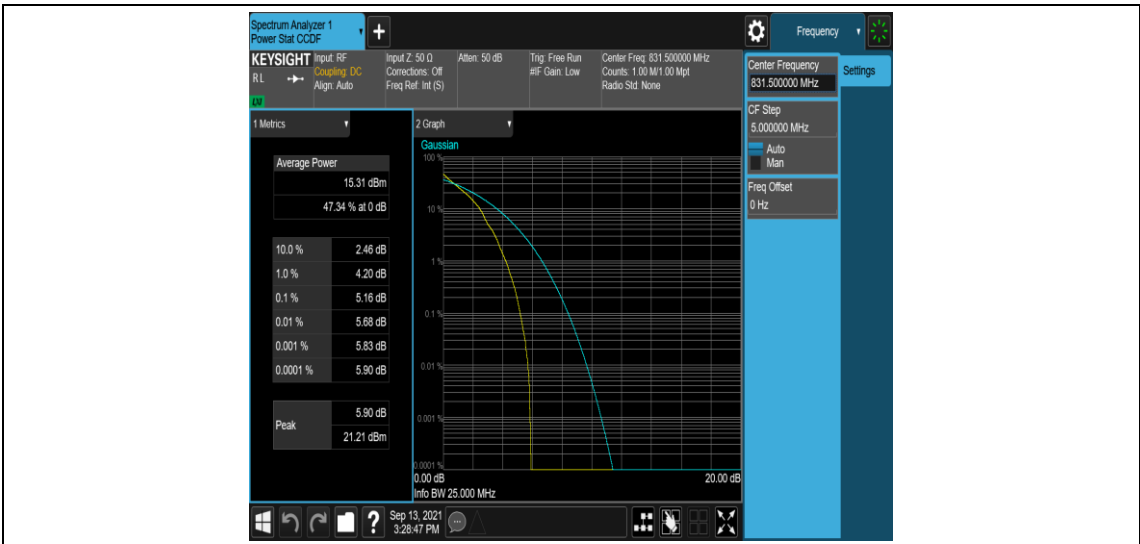 Spectrum Analyzer 1
Power Stat CCDF
+
Frequency
KEYSIGHT
RL
LXI
Input: RF
Coupling: DC
Align: Auto
Input Z: 50 Ω
Corrections: Off
Freq Ref: Int (S)
Atten: 50 dB
Trig: Free Run
#IF Gain: Low
Center Freq: 831.500000 MHz
Counts: 1.00 M/1.00 Mpt
Radio Std: None
Center Frequency
831.500000 MHz
Settings
CF Step
5.000000 MHz
Auto
Man
Freq Offset
0 Hz
1 Metrics
Average Power
15.31 dBm
47.34 % at 0 dB
10.0 % 2.46 dB
1.0 % 4.20 dB
0.1 % 5.16 dB
0.01 % 5.68 dB
0.001 % 5.83 dB
0.0001 % 5.90 dB
Peak
5.90 dB
21.21 dBm
2 Graph
Gaussian
100 %
10 %
1 %
0.1 %
0.01 %
0.001 %
0.0001 %
0.00 dB 20.00 dB
Info BW 25.000 MHz
?
Sep 13, 2021
3:28:47 PM